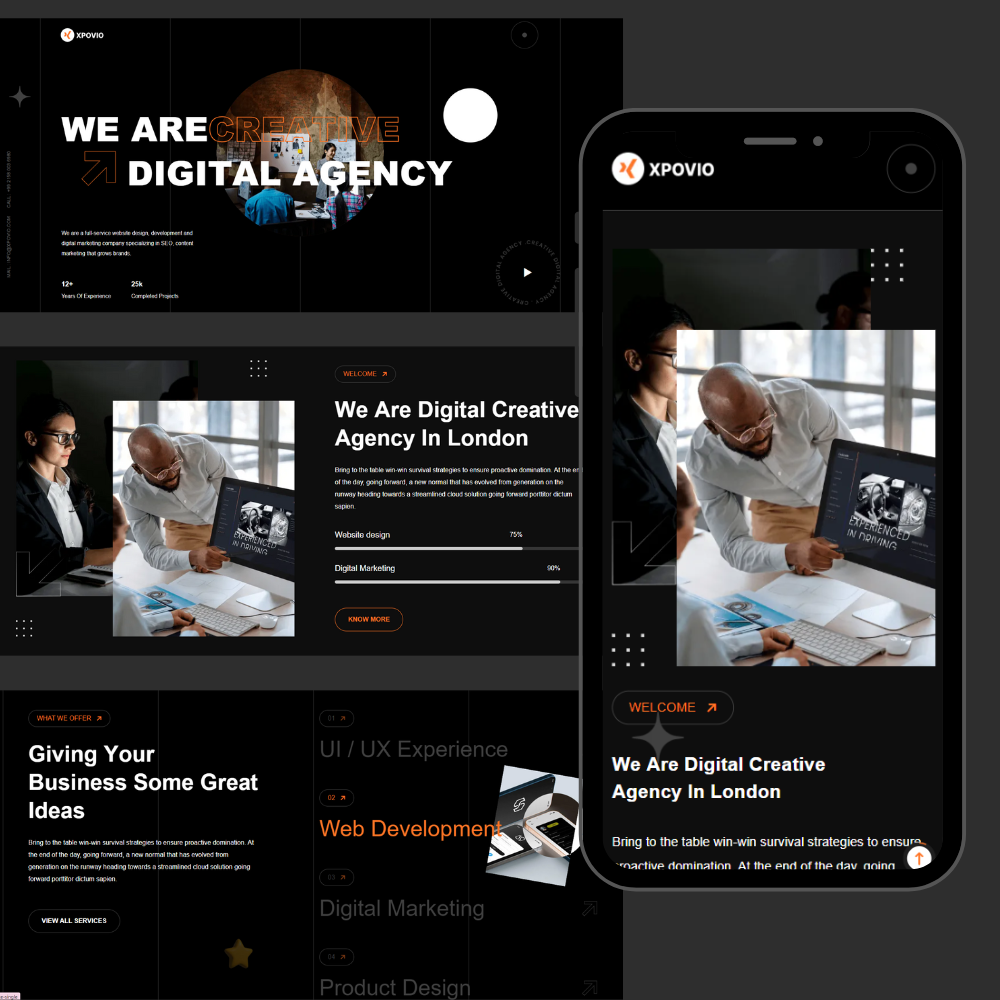 XPOVIO
WE ARE CREATIVE
DIGITAL AGENCY
We are a full-service website design, development and
digital marketing company specializing in SEO, content
marketing that grows brands.
12+
Years Of Experience
25k
Completed Projects
CREATIVE DIGITAL AGENCY - CREATIVE DIGITAL AGENCY -
WELCOME
We Are Digital Creative
Agency In London
Bring to the table win-win survival strategies to ensure proactive domination. At the en
of the day, going forward, a new normal that has evolved from generation on the
runway heading towards a streamlined cloud solution going forward porttitor dictum
sapien.
Website design 75%
Digital Marketing 90%
KNOW MORE
EXPERIENCED
IN DRIVING
WHAT WE OFFER
Giving Your
Business Some Great
Ideas
Bring to the table win-win survival strategies to ensure proactive domination. At
the end of the day, going forward, a new normal that has evolved from
generation on the runway heading towards a streamlined cloud solution going
forward porttitor dictum sapien.
VIEW ALL SERVICES
01
UI / UX Experience
02
Web Development
03
Digital Marketing
04
Product Design
XPOVIO
EXPERIENCED
IN DRIVING
WELCOME
We Are Digital Creative
Agency In London
Bring to the table win-win survival strategies to ensure
proactive domination. At the end of the day, going